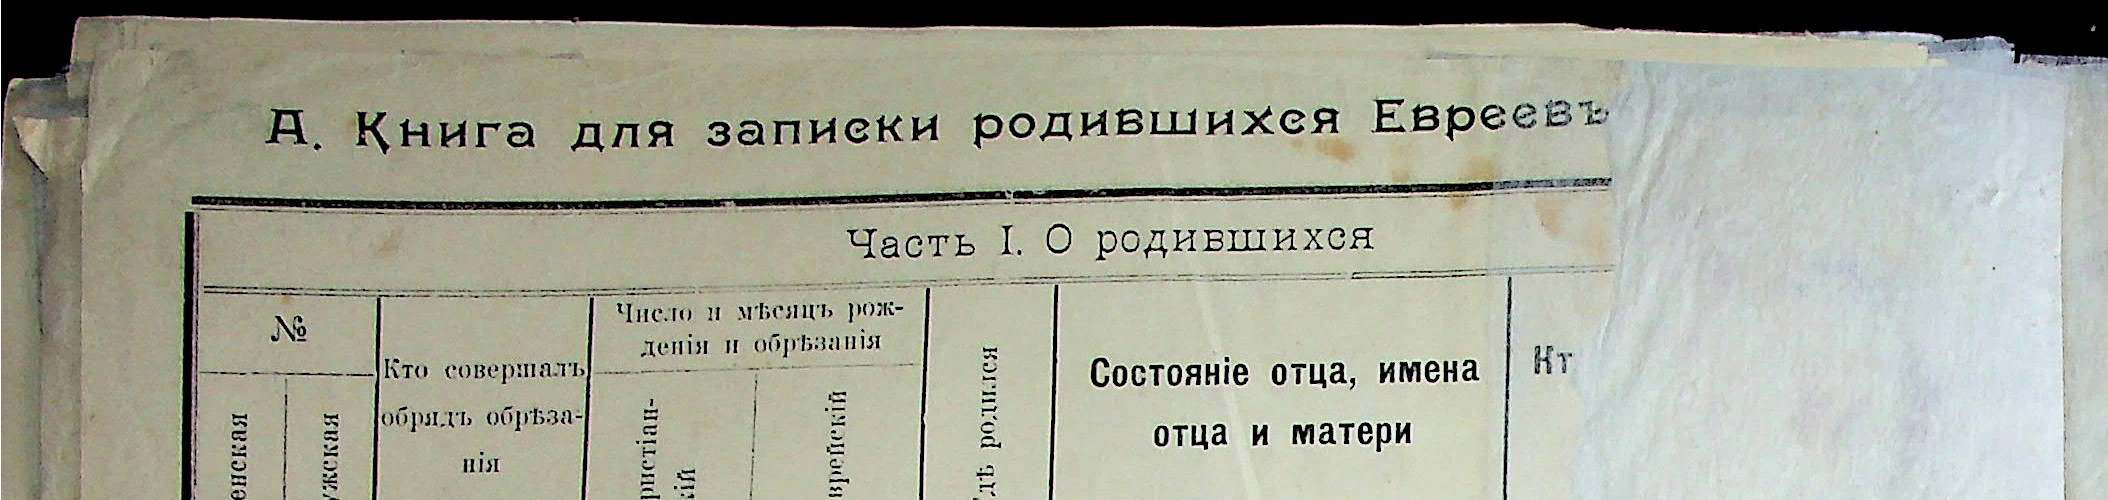 А. Книга для записки родившихся Евреевъ
Часть I. О родившихся
№
Кто совершалъ
обрядъ обрѣза-
нія
Число и мѣсяцъ рож-
денія и обрѣзанія
родился
Состояніе отца, имена
отца и матери